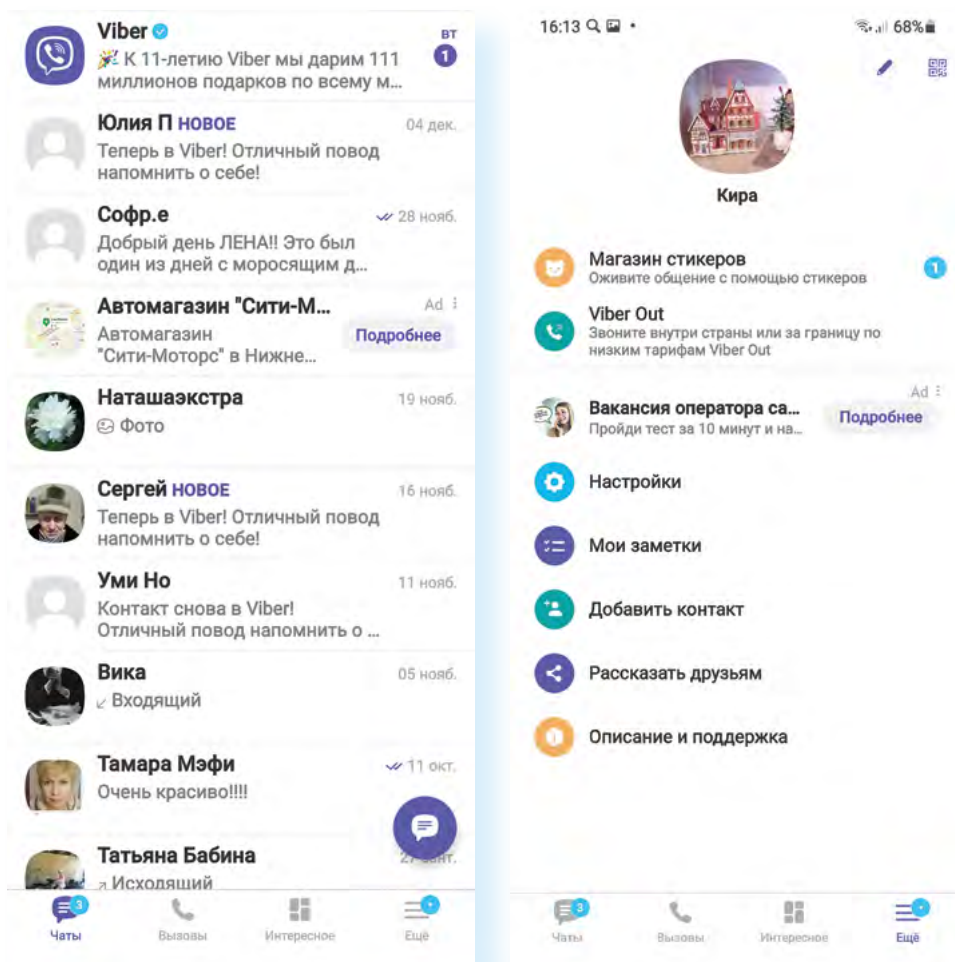 Viber
вт
🎉 К 11-летию Viber мы дарим 111
1
миллионов подарков по всему м...
Юлия П НОВОЕ
04 дек.
Теперь в Viber! Отличный повод
напомнить о себе!
Софр.е
28 нояб.
Добрый день ЛЕНА!! Это был
один из дней с моросящим д...
Автомагазин "Сити-М...
Ad
Автомагазин
Подробнее
"Сити-Моторс" в Нижне...
Наташаэкстра
19 нояб.
Фото
Сергей НОВОЕ
16 нояб.
Теперь в Viber! Отличный повод
напомнить о себе!
Уми Но
11 нояб.
Контакт снова в Viber!
Отличный повод напомнить о ...
Вика
05 нояб.
Входящий
Тамара Мэфи
11 окт.
Очень красиво!!!!
Татьяна Бабина
27 сент.
Исходящий
3
Чаты
Вызовы
Интересное
Ещё
16:13
68%
Кира
Магазин стикеров
1
Оживите общение с помощью стикеров
Viber Out
Звоните внутри страны или за границу по
низким тарифам Viber Out
Ad
Вакансия оператора са...
Подробнее
Пройди тест за 10 минут и на...
Настройки
Мои заметки
Добавить контакт
Рассказать друзьям
Описание и поддержка
3
Чаты
Вызовы
Интересное
Ещё